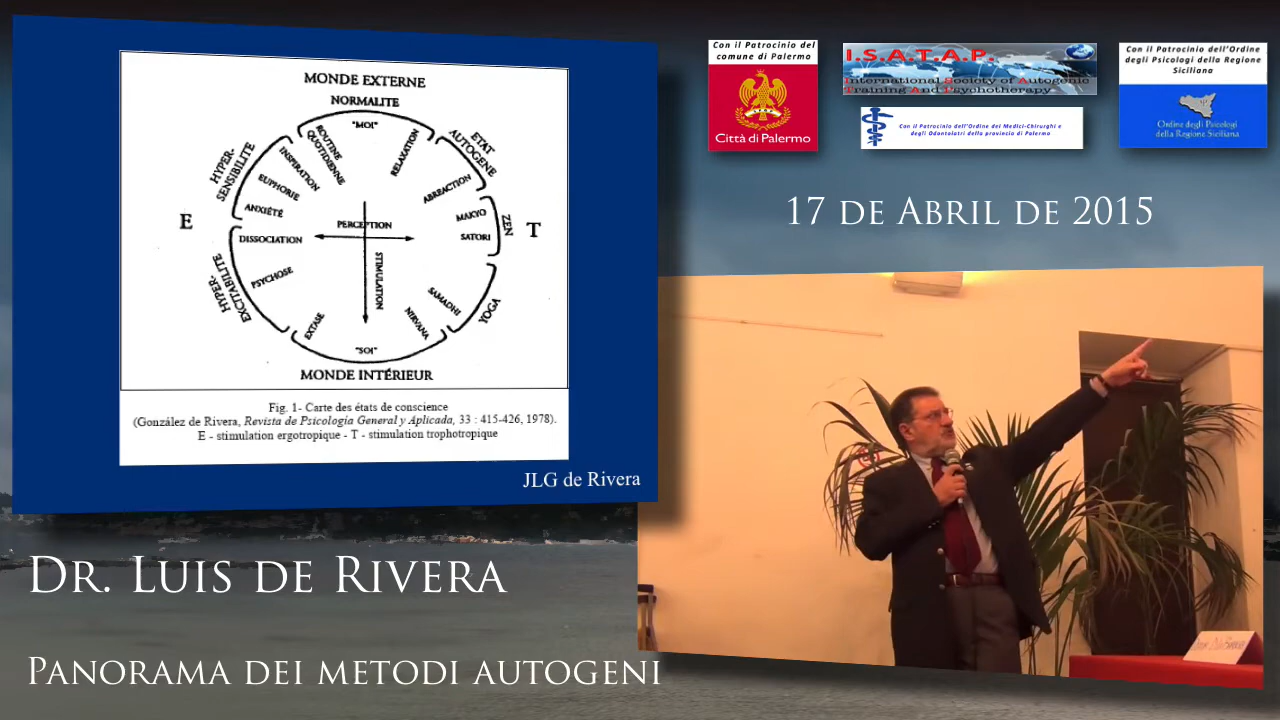 MONDE EXTERNE
NORMALITE
"MOI"
ROUTINE QUOTIDIENNE
RELAXATION
ETAT AUTOGENE
HYPER-SENSIBILITE
INSPIRATION
EUPHORIE
ANXIÉTÉ
ABREACTION
MAKYO
SATORI
ZEN
E
T
PERCEPTION
STIMULATION
DISSOCIATION
PSYCHOSE
HYPER-EXCITABILITE
SAMADHI
YOGA
EXTASE
NIRVANA
"SOI"
MONDE INTÉRIEUR
Fig. 1- Carte des états de conscience
(González de Rivera, Revista de Psicología General y Aplicada, 33 : 415-426, 1978).
E - stimulation ergotropique - T - stimulation trophotropique
JLG de Rivera
Con il Patrocinio del
comune di Palermo
Città di Palermo
I.S.A.T.A.P.
International Society of Autogenic
Training And Psychotherapy
Con il Patrocinio dell'Ordine dei Medici-Chirurghi e
degli Odontoiatri della provincia di Palermo
Con il Patrocinio dell'Ordine
degli Psicologi della Regione
Siciliana
Ordine degli Psicologi
della Regione Siciliana
17 de Abril de 2015
Dr. Luis de Rivera
Panorama dei metodi autogeni